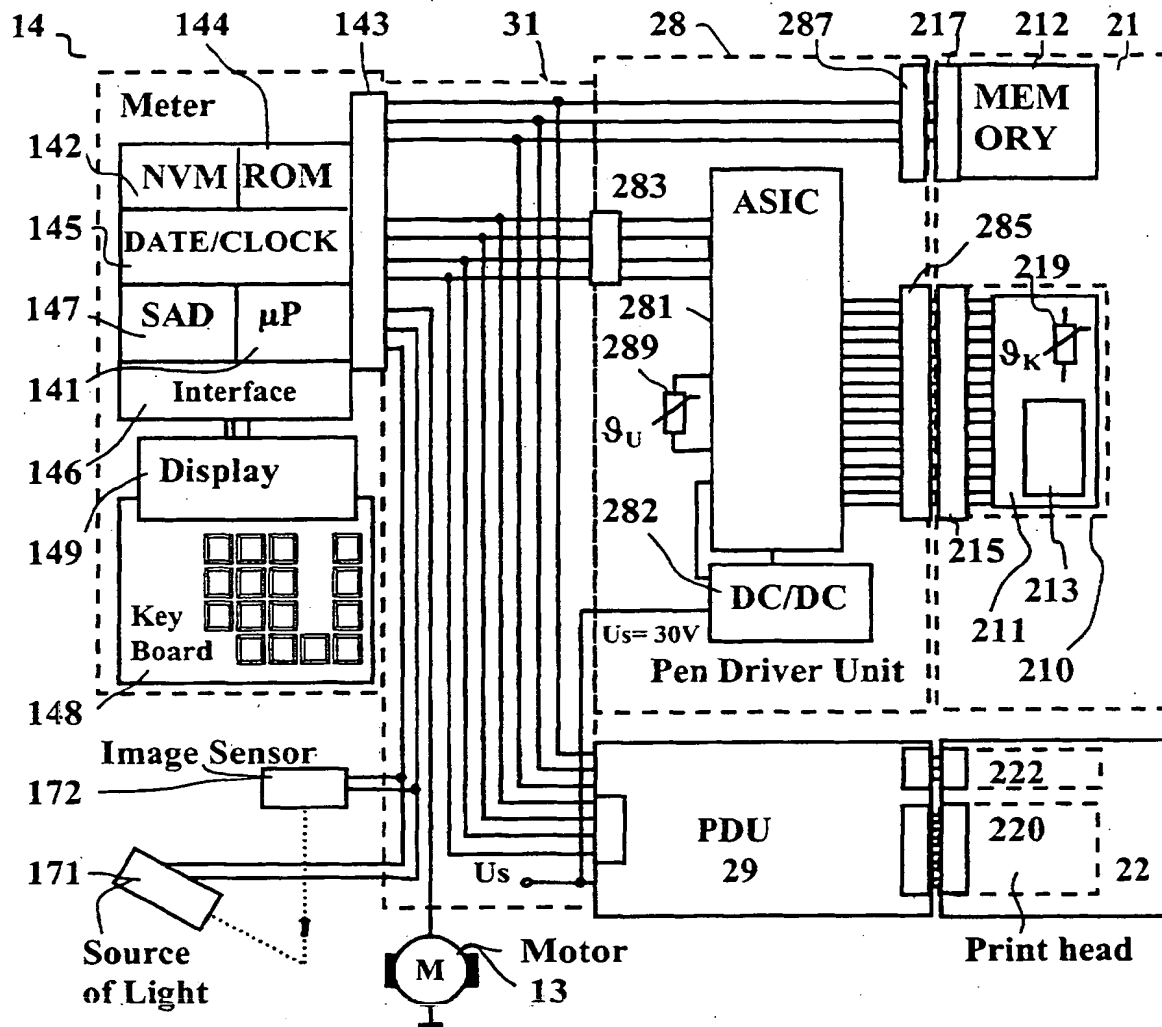 14
144
143
31
28
287
217
212
21
Meter
MEM
ORY
142
NVM
ROM
283
ASIC
145
DATE/CLOCK
285
219
147
SAD
µP
281
289
ϑK
141
Interface
ϑU
146
Display
282
215
213
149
DC/DC
211
Key
Board
Us= 30V
Pen Driver Unit
210
148
Image Sensor
172
222
PDU
29
220
171
Us
22
Source
of Light
M
Motor
13
Print head